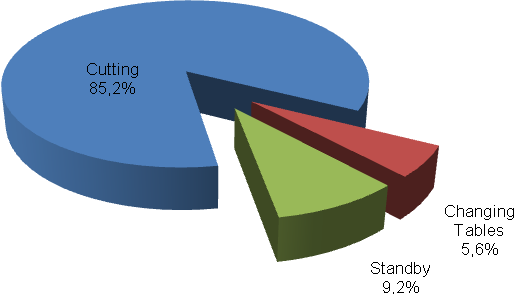 Cutting
85,2%
Changing
Tables
5,6%
Standby
9,2%